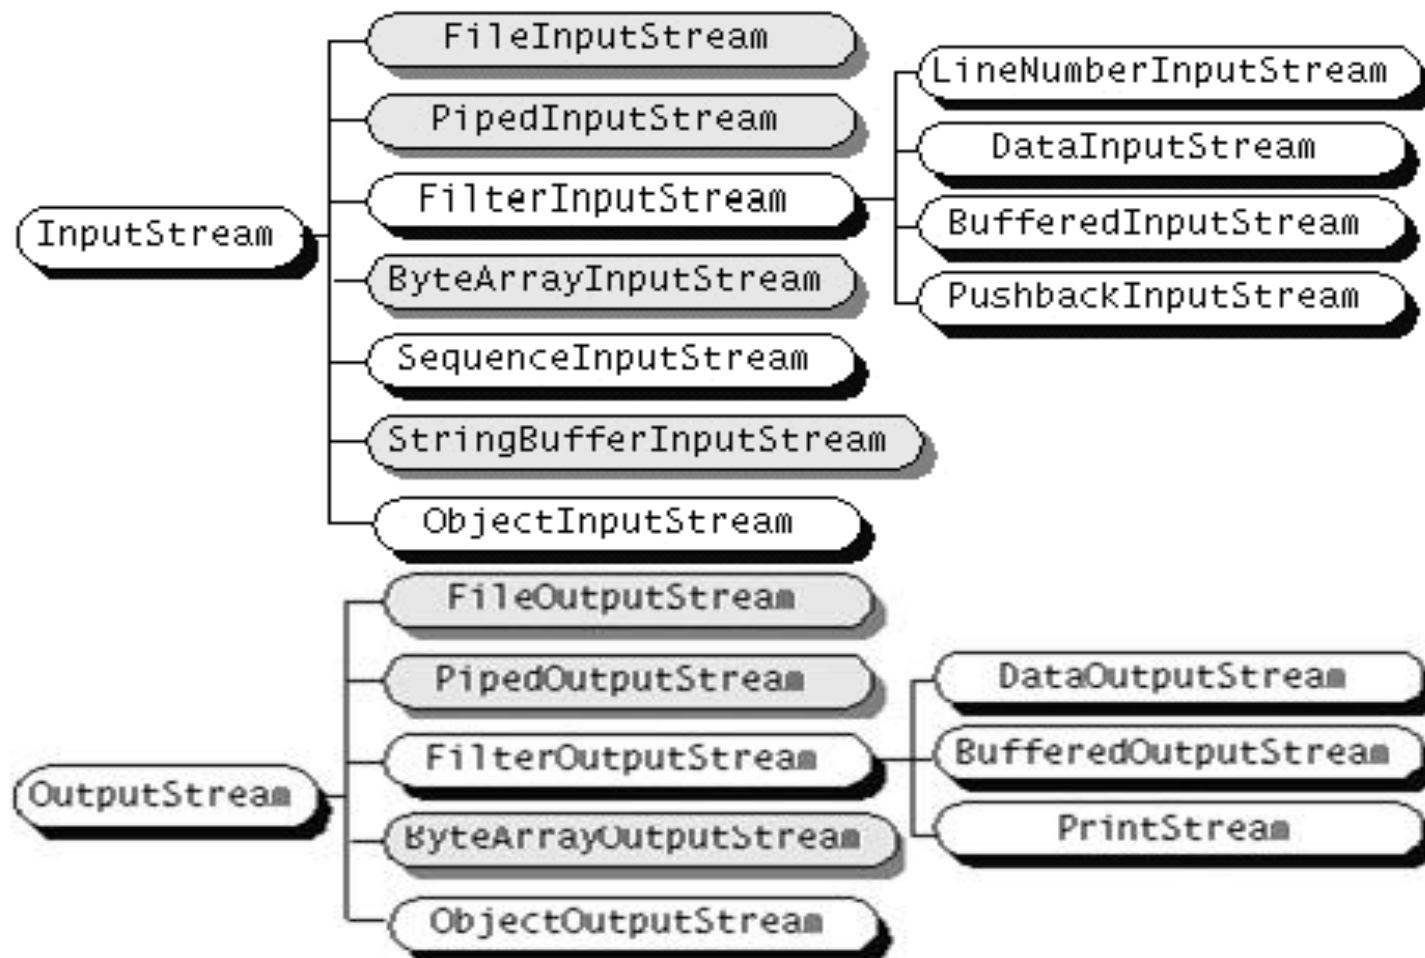 FileInputStream
LineNumberInputStream
PipedInputStream
DataInputStream
FilterInputStream
InputStream
BufferedInputStream
ByteArrayInputStream
PushbackInputStream
SequenceInputStream
StringBufferInputStream
ObjectInputStream
FileOutputStream
PipedOutputStream
DataOutputStream
FilterOutputStream
BufferedOutputStream
OutputStream
ByteArrayOutputStream
PrintStream
ObjectOutputStream